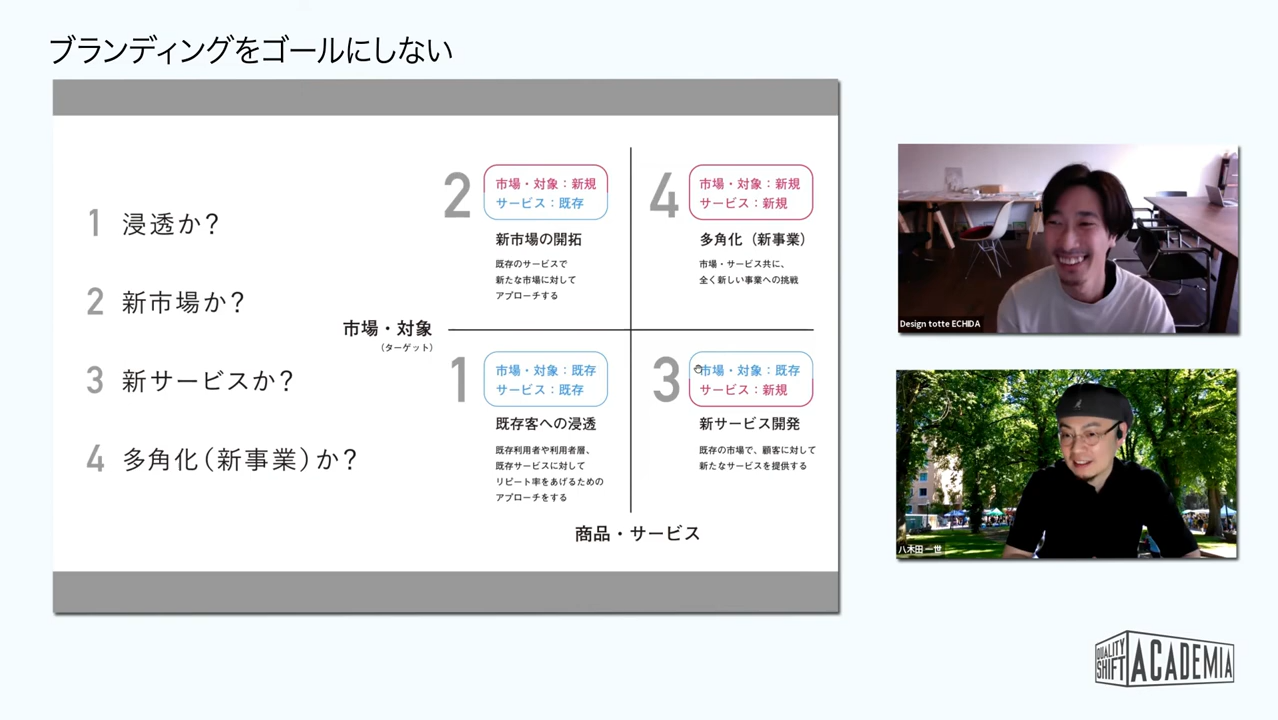 ブランディングをゴールにしない
1 浸透か？
2 新市場か？
3 新サービスか？
4 多角化（新事業）か？
市場・対象
（ターゲット）
商品・サービス
2
市場・対象：新規
サービス：既存
新市場の開拓
既存のサービスで
新たな市場に対して
アプローチする
4
市場・対象：新規
サービス：新規
多角化（新事業）
市場・サービス共に、
全く新しい事業への挑戦
1
市場・対象：既存
サービス：既存
既存客への浸透
既存利用者や利用者層、
既存サービスに対して
リピート率をあげるための
アプローチをする
3
市場・対象：既存
サービス：新規
新サービス開発
既存の市場で、顧客に対して
新たなサービスを提供する
Design totte ECHIDA
八木田 一世
QUALITY
SHIFT
ACADEMIA